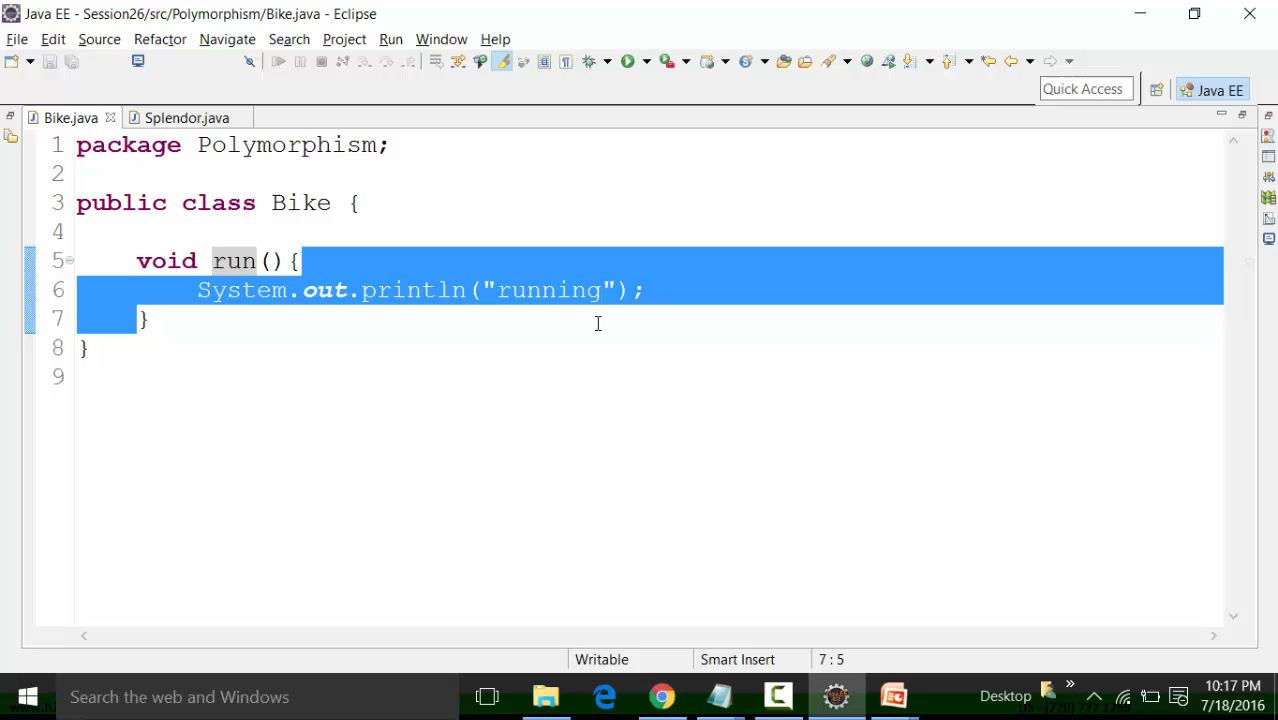 Java EE - Session26/src/Polymorphism/Bike.java - Eclipse
File Edit Source Refactor Navigate Search Project Run Window Help
Quick Access Java EE
Bike.java Splendor.java
1 package Polymorphism;
2
3 public class Bike {
4
5 void run(){
6 System.out.println("running");
7 }
8 }
9
Writable Smart Insert 7 : 5
Search the web and Windows
Desktop
10:17 PM
7/18/2016